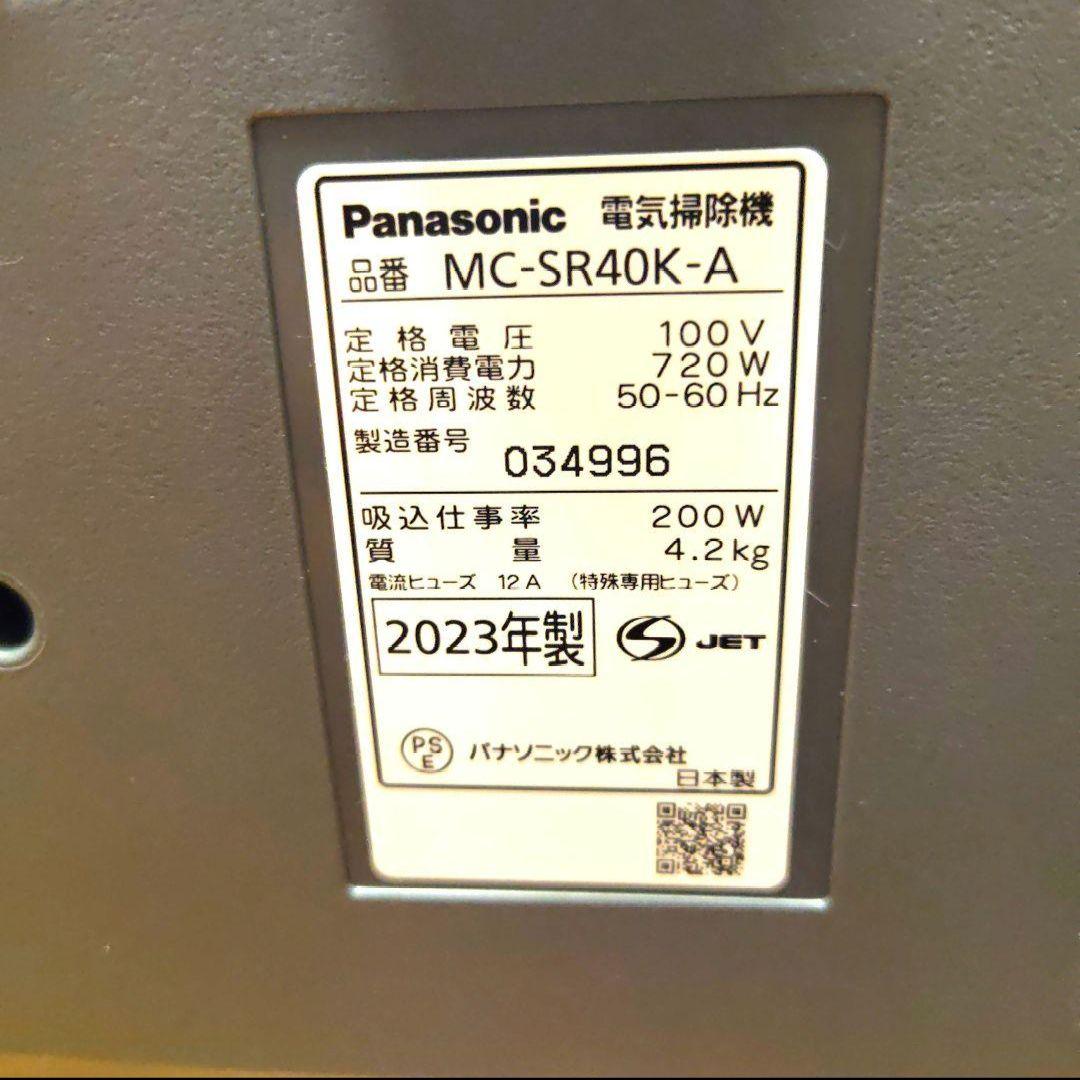 Panasonic 電気掃除機
品番 MC-SR40K-A
定格電圧 100V
定格消費電力 720W
定格周波数 50-60Hz
製造番号 034996
吸込仕事率 200W
質量 4.2kg
電流ヒューズ 12A (特殊専用ヒューズ)
2023年製 S JET
PSE パナソニック株式会社
日本製